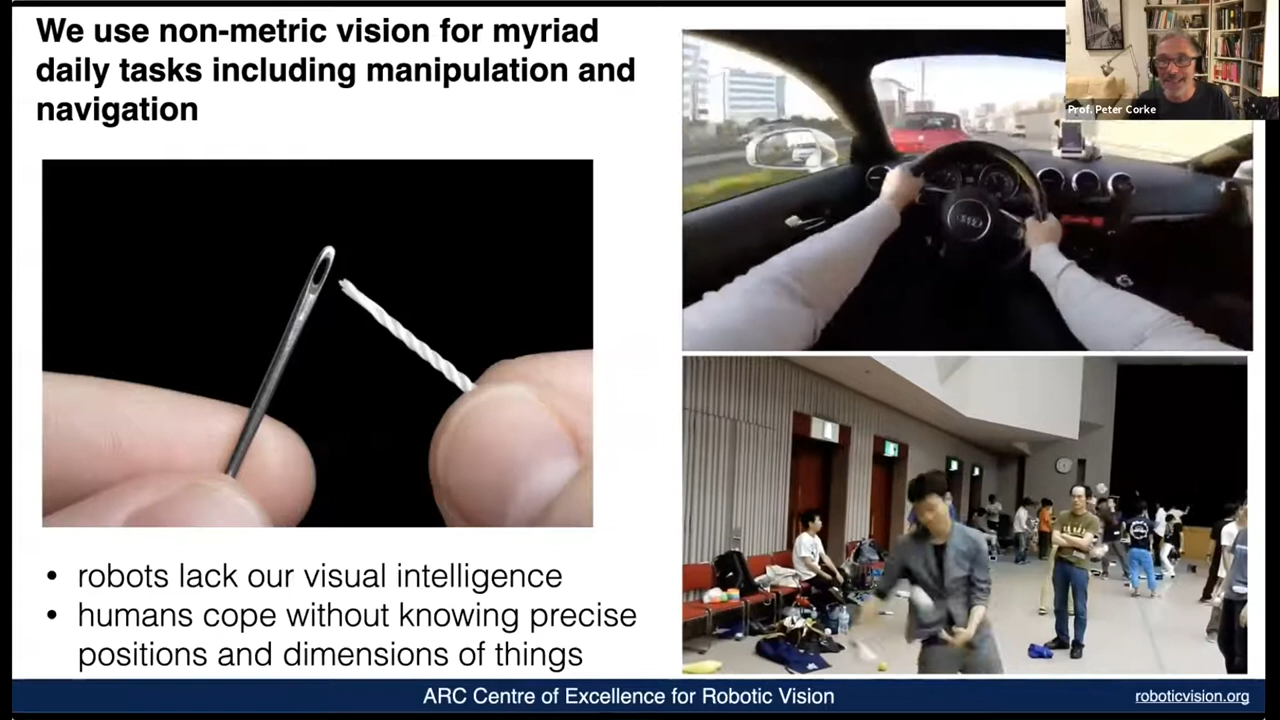 We use non-metric vision for myriad
daily tasks including manipulation and
navigation
Prof. Peter Corke
• robots lack our visual intelligence
• humans cope without knowing precise
positions and dimensions of things
ARC Centre of Excellence for Robotic Vision
roboticvision.org